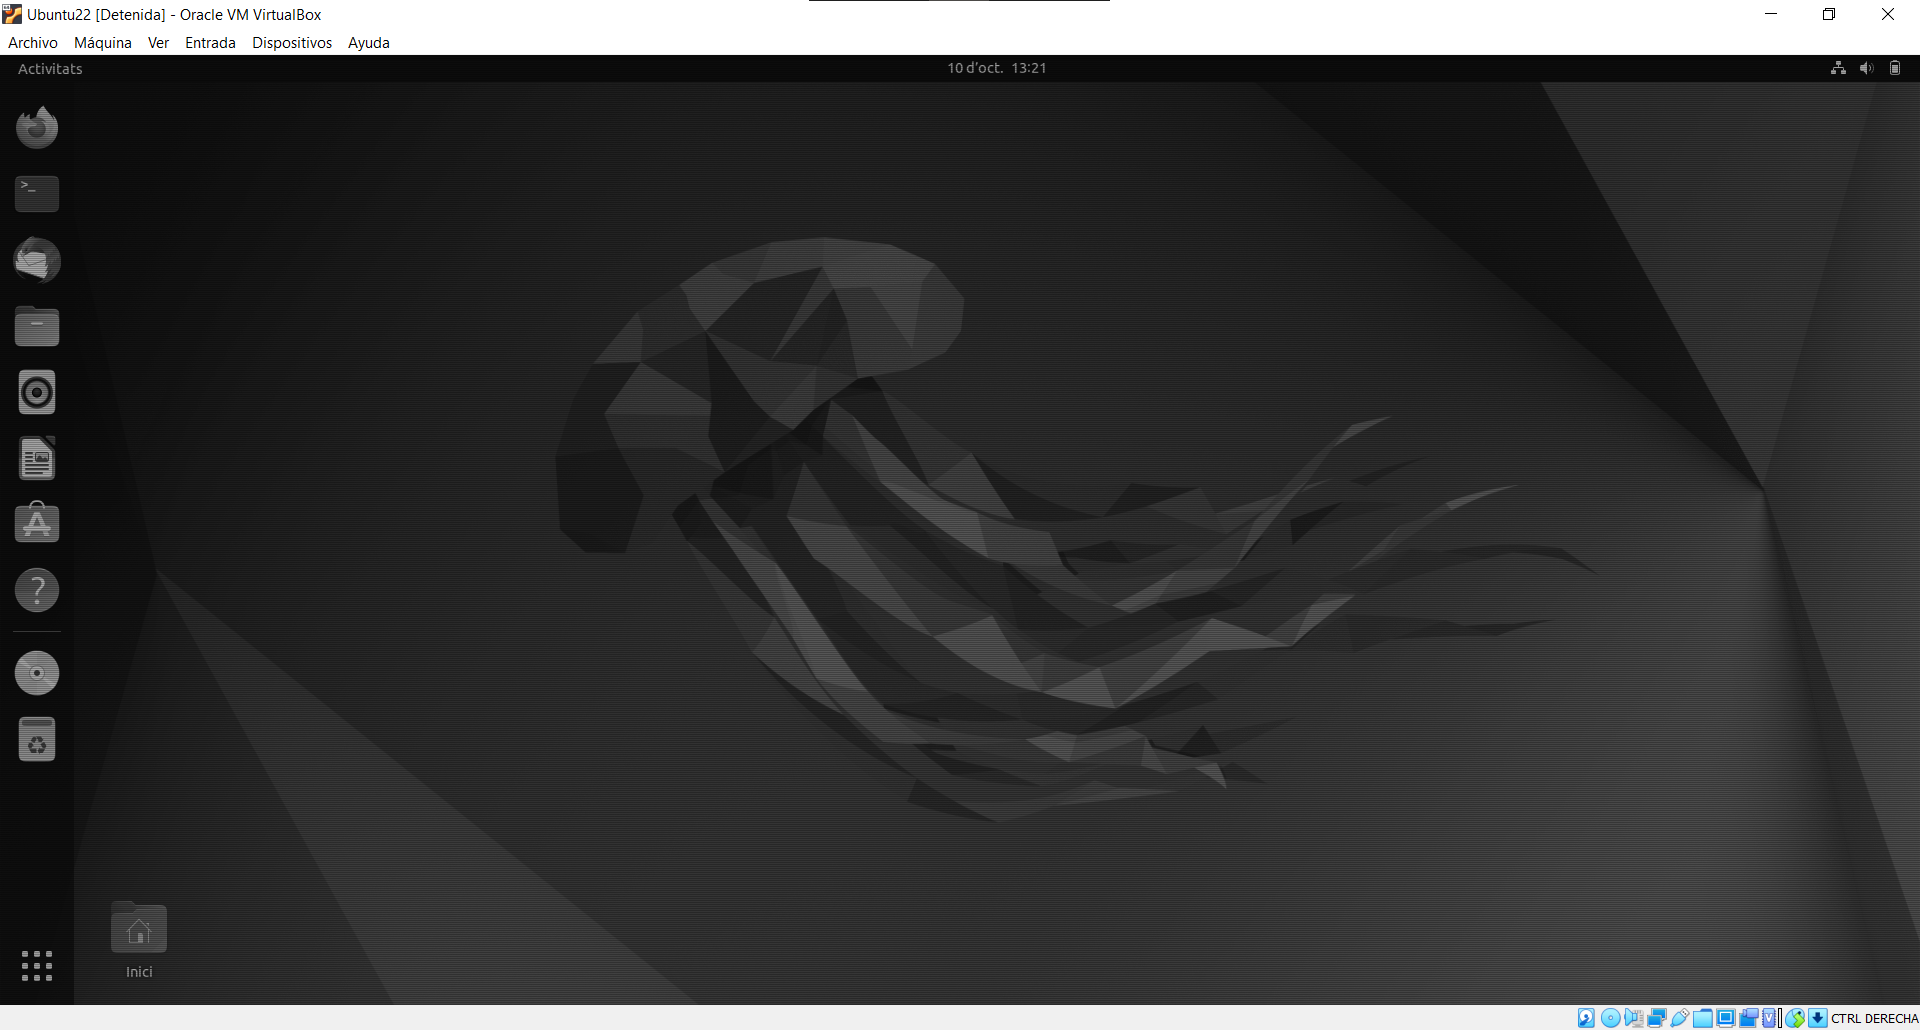 Ubuntu22 [Detenida] - Oracle VM VirtualBox
Archivo Máquina Ver Entrada Dispositivos Ayuda
Activitats
10 d'oct. 13:21
Inici
CTRL DERECHA